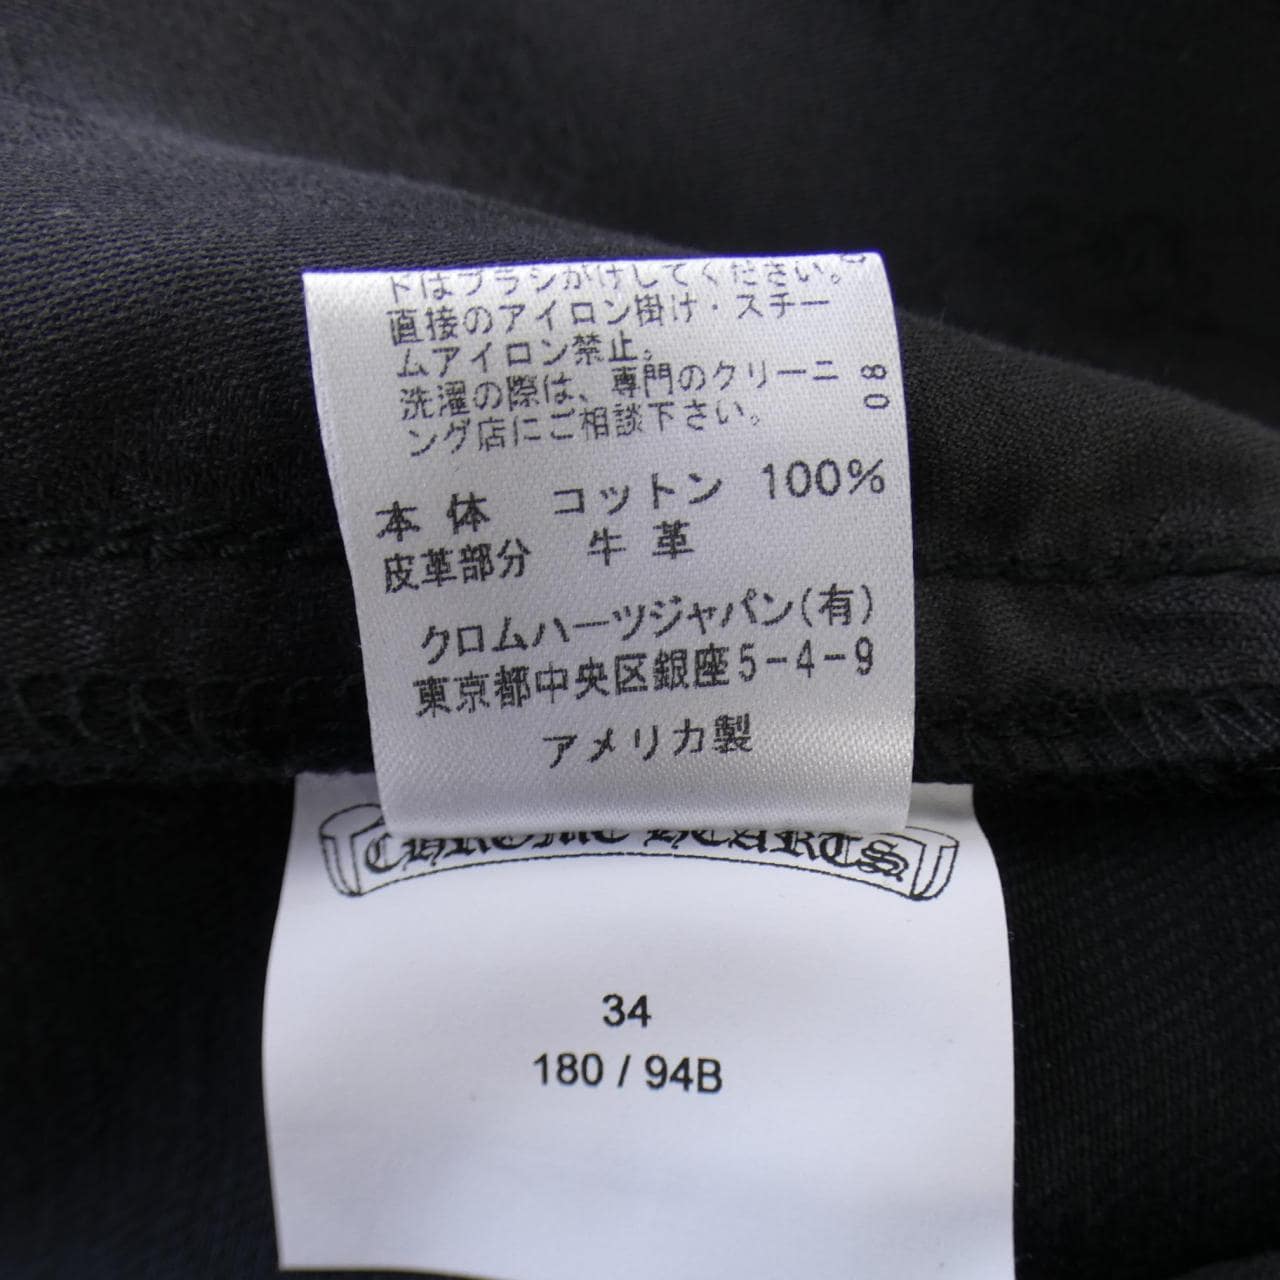 ドはブラシがけしてください。
直接のアイロン掛け・スチー
ムアイロン禁止。
洗濯の際は、専門のクリーニ
ング店にご相談下さい。
80
本体 コットン 100%
皮革部分 牛革
クロムハーツジャパン(有)
東京都中央区銀座5-4-9
アメリカ製
CHROME HEARTS
34
180 / 94B